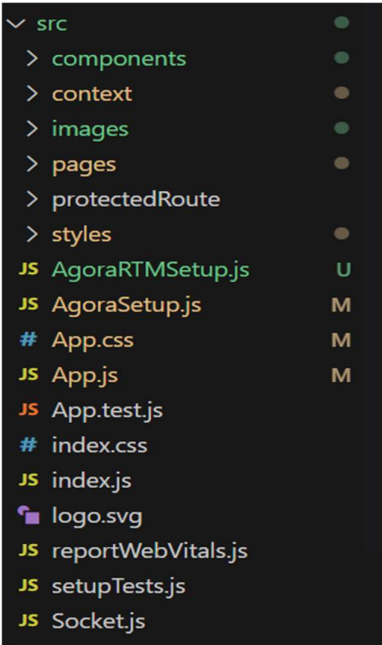 src
components
context
images
pages
protectedRoute
styles
JS AgoraRTMSetup.js U
JS AgoraSetup.js M
# App.css M
JS App.js M
JS App.test.js
# index.css
JS index.js
logo.svg
JS reportWebVitals.js
JS setupTests.js
JS Socket.js